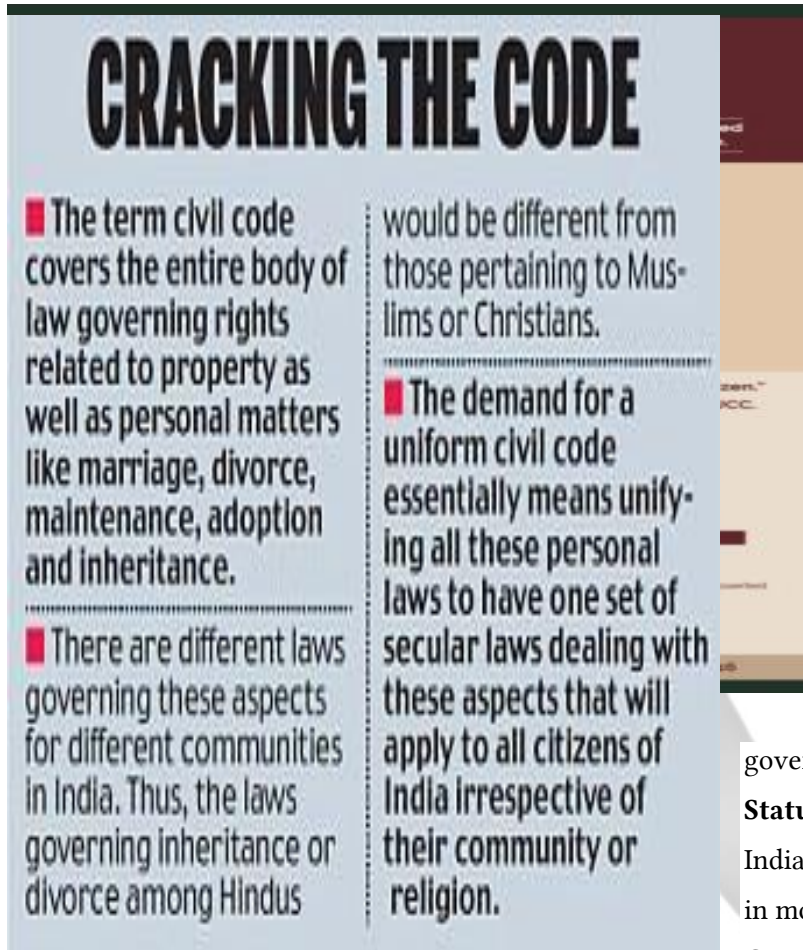 CRACKING THE CODE
The term civil code
covers the entire body of
law governing rights
related to property as
well as personal matters
like marriage, divorce,
maintenance, adoption
and inheritance.
There are different laws
governing these aspects
for different communities
in India. Thus, the laws
governing inheritance or
divorce among Hindus
would be different from
those pertaining to Mus-
lims or Christians.
The demand for a
uniform civil code
essentially means unify-
ing all these personal
laws to have one set of
secular laws dealing with
these aspects that will
apply to all citizens of
India irrespective of
their community or
religion.
zen."
India
in